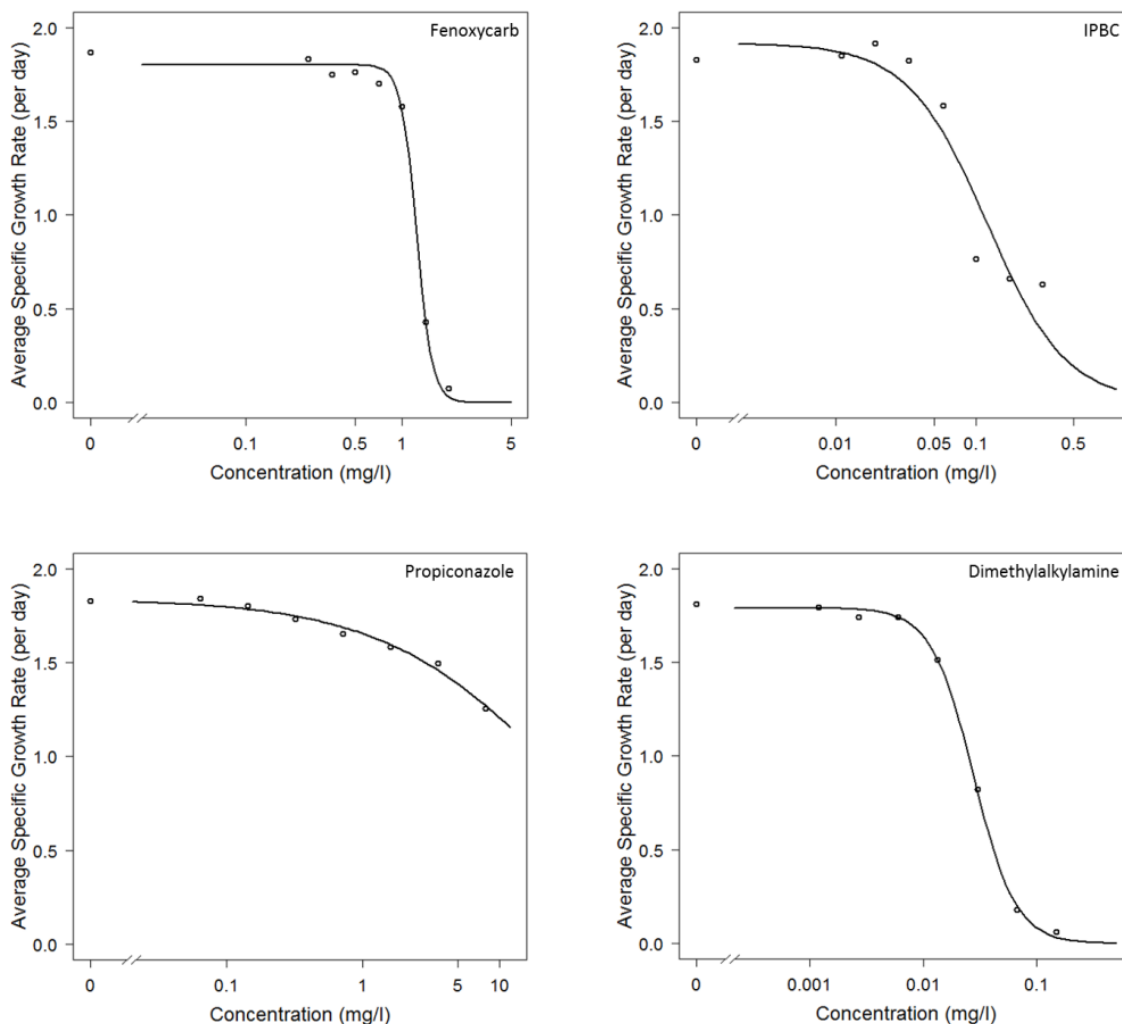 Fenoxycarb
2.0
1.5
1.0
0.5
0.0
Average Specific Growth Rate (per day)
0 0.1 0.5 1 5
Concentration (mg/l)
IPBC
2.0
1.5
1.0
0.5
0.0
Average Specific Growth Rate (per day)
0 0.01 0.05 0.1 0.5
Concentration (mg/l)
Propiconazole
2.0
1.5
1.0
0.5
0.0
Average Specific Growth Rate (per day)
0 0.1 1 5 10
Concentration (mg/l)
Dimethylalkylamine
2.0
1.5
1.0
0.5
0.0
Average Specific Growth Rate (per day)
0 0.001 0.01 0.1
Concentration (mg/l)